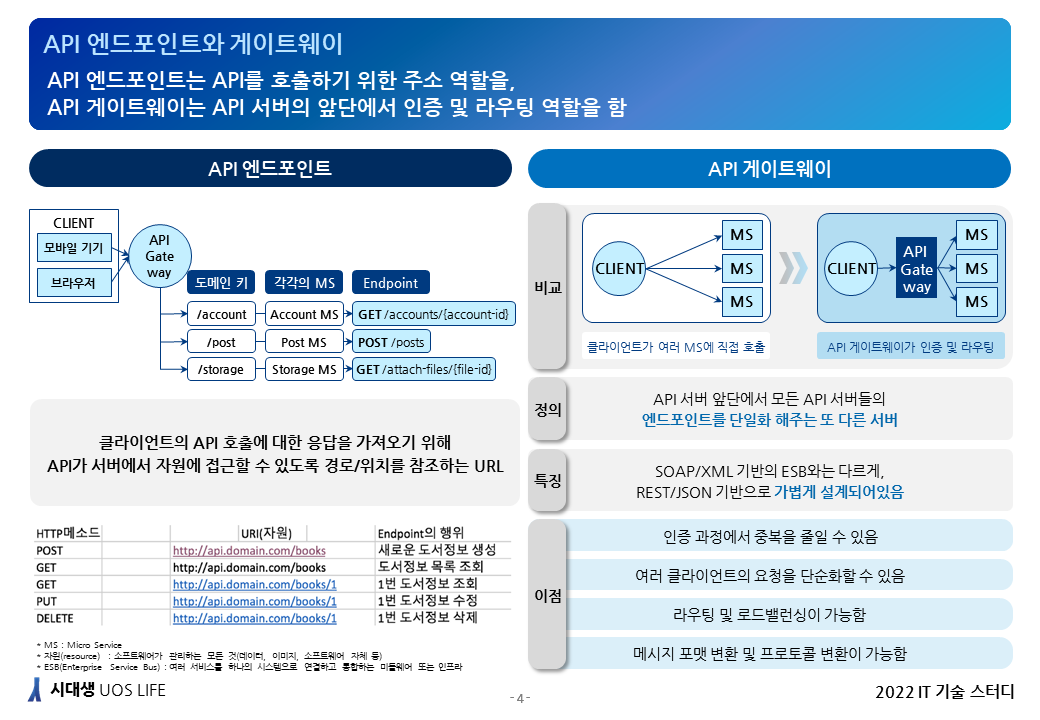 API 엔드포인트와 게이트웨이
API 엔드포인트는 API를 호출하기 위한 주소 역할을,
API 게이트웨이는 API 서버의 앞단에서 인증 및 라우팅 역할을 함
API 엔드포인트
CLIENT
모바일 기기
브라우저
API
Gate
way
도메인 키 각각의 MS Endpoint
/account Account MS GET /accounts/{account-id}
/post Post MS POST /posts
/storage Storage MS GET /attach-files/{file-id}
클라이언트의 API 호출에 대한 응답을 가져오기 위해
API가 서버에서 자원에 접근할 수 있도록 경로/위치를 참조하는 URL
HTTP메소드 URI(자원) Endpoint의 행위
POST http://api.domain.com/books 새로운 도서정보 생성
GET http://api.domain.com/books 도서정보 목록 조회
GET http://api.domain.com/books/1 1번 도서정보 조회
PUT http://api.domain.com/books/1 1번 도서정보 수정
DELETE http://api.domain.com/books/1 1번 도서정보 삭제
* MS : Micro Service
* 자원(resource) : 소프트웨어가 관리하는 모든 것(데이터, 이미지, 소프트웨어 자체 등)
* ESB(Enterprise Service Bus) : 여러 서비스를 하나의 시스템으로 연결하고 통합하는 미들웨어 또는 인프라
API 게이트웨이
비교
CLIENT
MS
MS
MS
클라이언트가 여러 MS에 직접 호출
CLIENT
API
Gate
way
MS
MS
MS
API 게이트웨이가 인증 및 라우팅
정의
API 서버 앞단에서 모든 API 서버들의
엔드포인트를 단일화 해주는 또 다른 서버
특징
SOAP/XML 기반의 ESB와는 다르게,
REST/JSON 기반으로 가볍게 설계되어있음
이점
인증 과정에서 중복을 줄일 수 있음
여러 클라이언트의 요청을 단순화할 수 있음
라우팅 및 로드밸런싱이 가능함
메시지 포맷 변환 및 프로토콜 변환이 가능함
시대생 UOS LIFE
- 4 -
2022 IT 기술 스터디